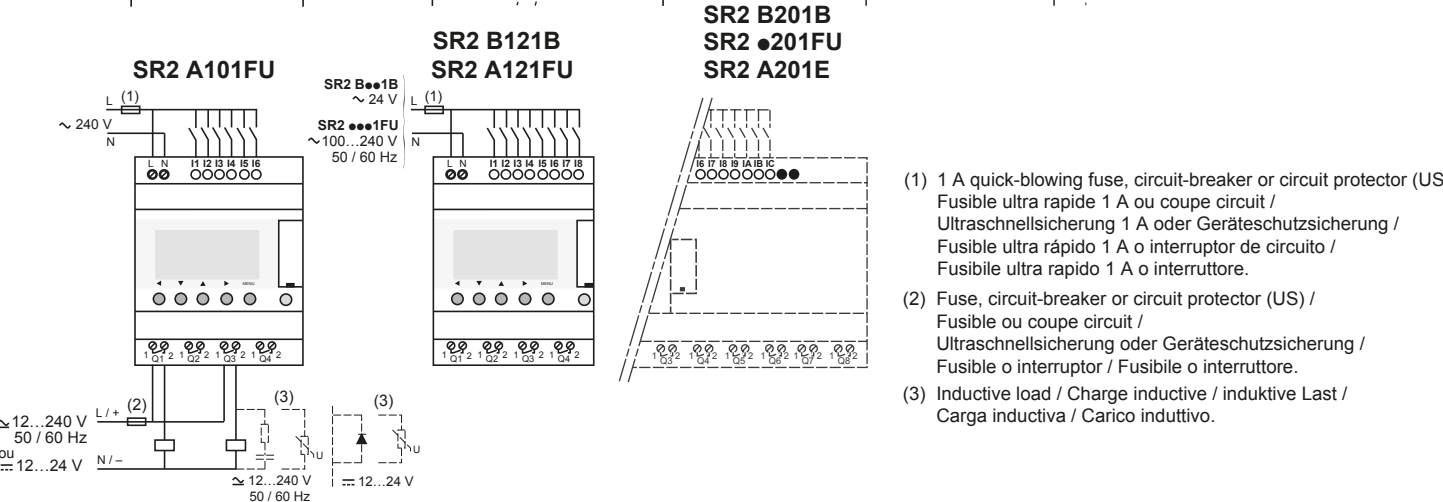 SR2 A101FU
SR2 B121B
SR2 A121FU
SR2 B201B
SR2 ●201FU
SR2 A201E
L (1)
~ 240 V
N
L N I1 I2 I3 I4 I5 I6
MENU
1 2 1 2 1 2 1 2
Q1 Q2 Q3 Q4
L / + (2)
≃ 12...240 V
50 / 60 Hz
ou
⎓ 12...24 V
N / –
(3)
U
≃ 12...240 V
50 / 60 Hz
(3)
U
⎓ 12...24 V
SR2 B●●1B
~ 24 V
SR2 ●●●1FU
~100...240 V
50 / 60 Hz
L (1)
N
L N I1 I2 I3 I4 I5 I6 I7 I8
MENU
1 2 1 2 1 2 1 2
Q1 Q2 Q3 Q4
I6 I7 I8 I9 IA IB IC
1 2 1 2 1 2 1 2 1 2 1 2
Q3 Q4 Q5 Q6 Q7 Q8
(1) 1 A quick-blowing fuse, circuit-breaker or circuit protector (US
Fusible ultra rapide 1 A ou coupe circuit /
Ultraschnellsicherung 1 A oder Geräteschutzsicherung /
Fusible ultra rápido 1 A o interruptor de circuito /
Fusibile ultra rapido 1 A o interruttore.
(2) Fuse, circuit-breaker or circuit protector (US) /
Fusible ou coupe circuit /
Ultraschnellsicherung oder Geräteschutzsicherung /
Fusible o interruptor / Fusibile o interruttore.
(3) Inductive load / Charge inductive / induktive Last /
Carga inductiva / Carico induttivo.